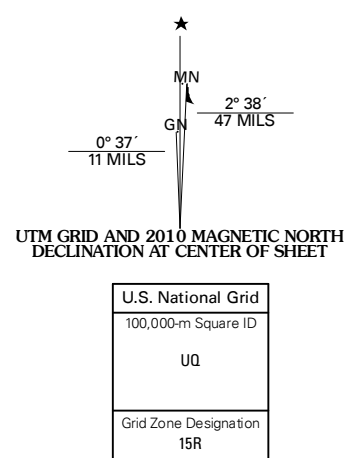 MN
2° 38´
47 MILS
GN
0° 37´
11 MILS
UTM GRID AND 2010 MAGNETIC NORTH
DECLINATION AT CENTER OF SHEET
U.S. National Grid
100,000-m Square ID
UQ
Grid Zone Designation
15R